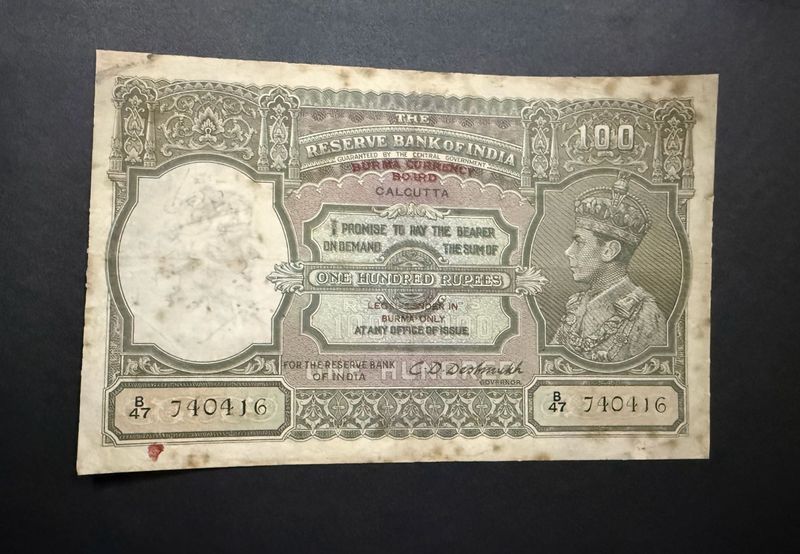 THE
RESERVE BANK OF INDIA
GUARANTEED BY THE CENTRAL GOVERNMENT
BURMA CURRENCY
BOARD
CALCUTTA
100
I PROMISE TO PAY THE BEARER
ON DEMAND THE SUM OF
ONE HUNDRED RUPEES
LEGAL TENDER IN
BURMA ONLY
AT ANY OFFICE OF ISSUE
FOR THE RESERVE BANK
OF INDIA
C. D. Deshmukh
GOVERNOR
B/47 740416
B/47 740416